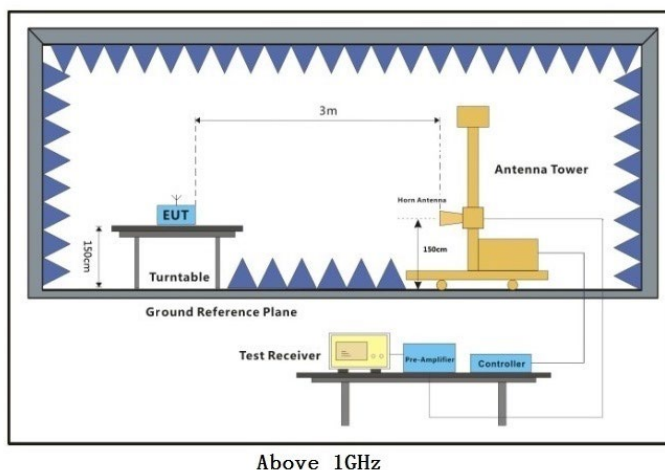 3m
Antenna Tower
Horn Antenna
EUT
150cm
150cm
Turntable
Ground Reference Plane
Test Receiver
Pre-Amplifier
Controller
Above 1GHz